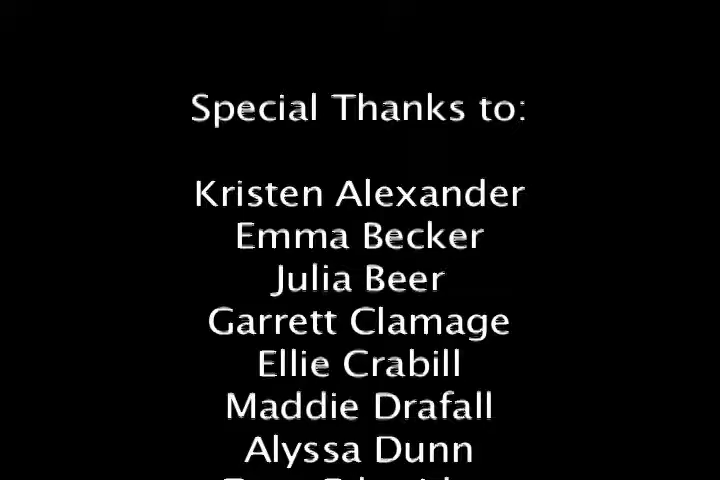 Special Thanks to:
Kristen Alexander
Emma Becker
Julia Beer
Garrett Clamage
Ellie Crabill
Maddie Drafall
Alyssa Dunn